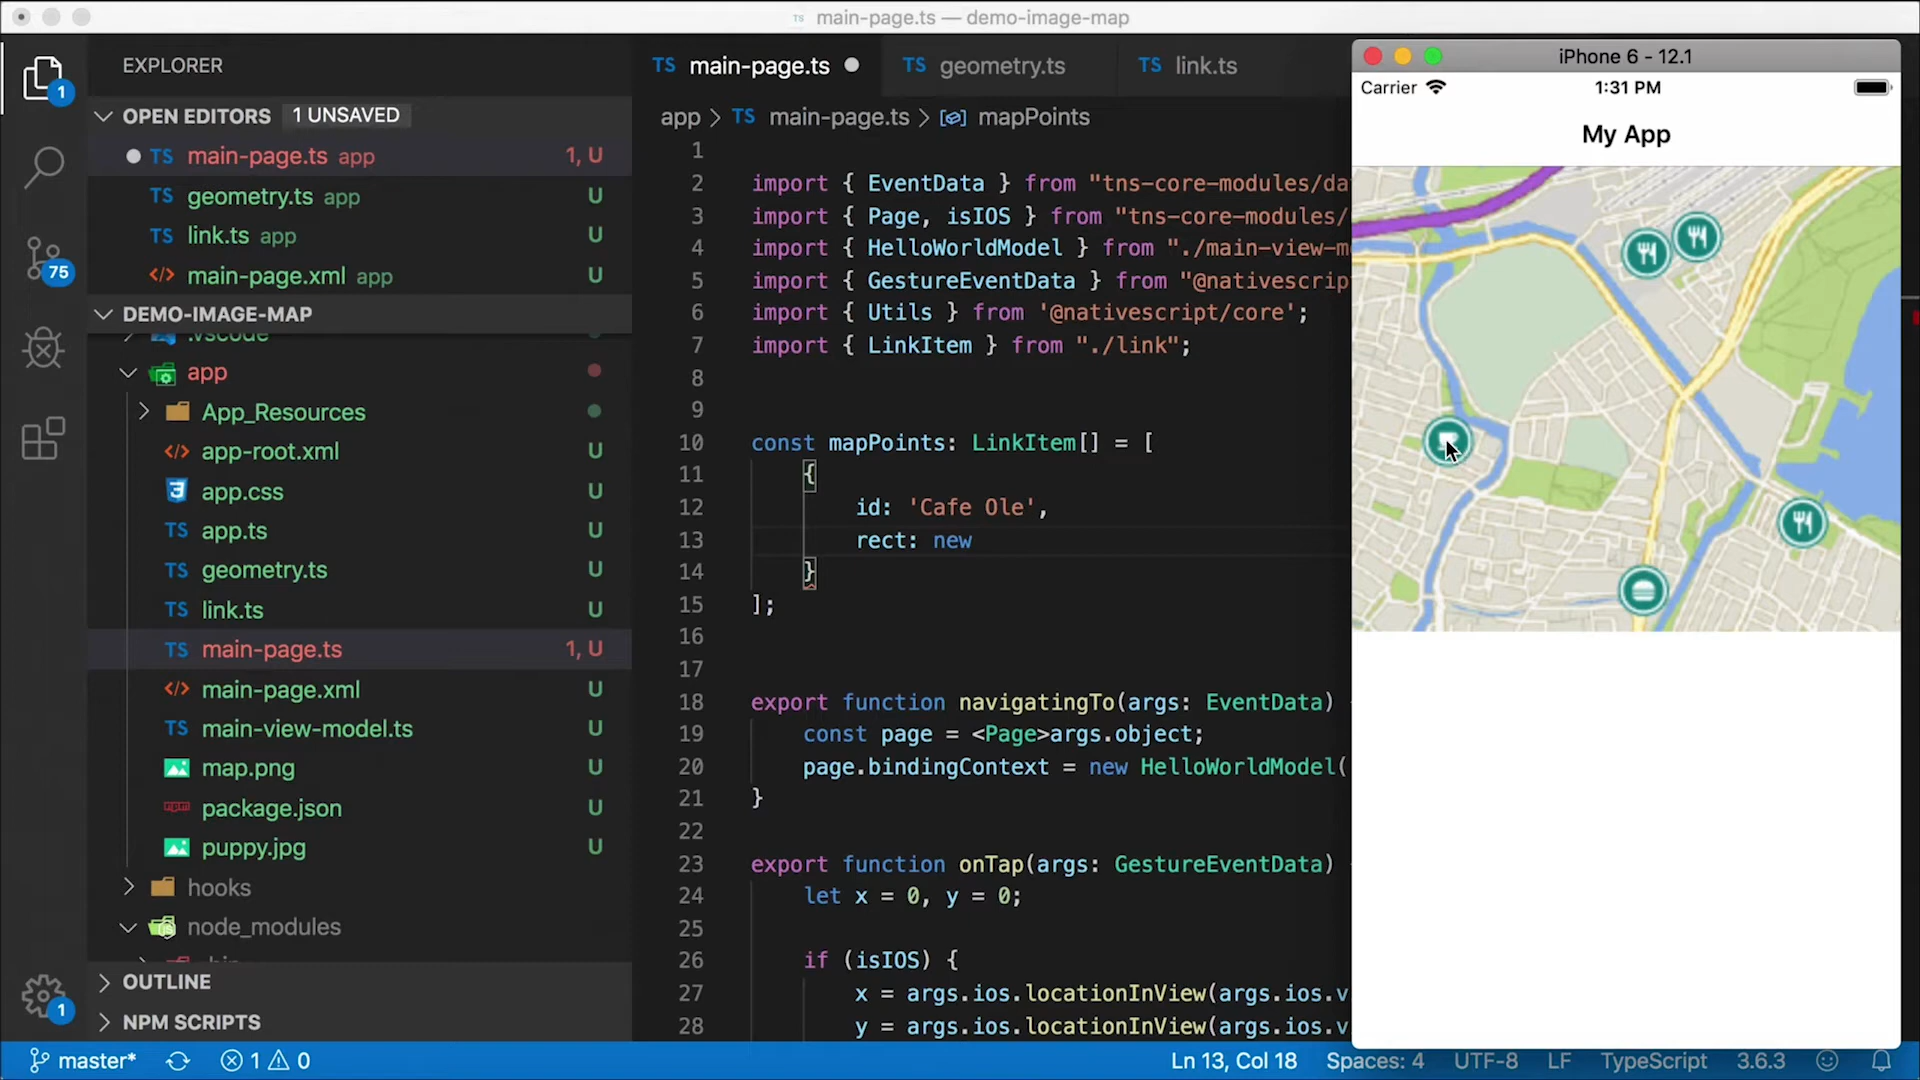 main-page.ts — demo-image-map
EXPLORER
1
OPEN EDITORS 1 UNSAVED
TS main-page.ts app 1, U
TS geometry.ts app U
TS link.ts app U
main-page.xml app U
75
DEMO-IMAGE-MAP
.vscode
app
App_Resources
app-root.xml U
app.css U
TS app.ts U
TS geometry.ts U
TS link.ts U
TS main-page.ts 1, U
main-page.xml U
TS main-view-model.ts U
map.png U
package.json U
puppy.jpg U
hooks
node_modules
OUTLINE
1
NPM SCRIPTS
TS main-page.ts
TS geometry.ts
TS link.ts
app > TS main-page.ts > mapPoints
1
2 import { EventData } from "tns-core-modules/da
3 import { Page, isIOS } from "tns-core-modules/
4 import { HelloWorldModel } from "./main-view-m
5 import { GestureEventData } from "@nativescrip
6 import { Utils } from '@nativescript/core';
7 import { LinkItem } from "./link";
8
9
10 const mapPoints: LinkItem[] = [
11 {
12 id: 'Cafe Ole',
13 rect: new
14 }
15 ];
16
17
18 export function navigatingTo(args: EventData)
19 const page = <Page>args.object;
20 page.bindingContext = new HelloWorldModel(
21 }
22
23 export function onTap(args: GestureEventData)
24 let x = 0, y = 0;
25
26 if (isIOS) {
27 x = args.ios.locationInView(args.ios.v
28 y = args.ios.locationInView(args.ios.v
iPhone 6 - 12.1
Carrier 1:31 PM
My App
master* 1 0 Ln 13, Col 18 Spaces: 4 UTF-8 LF TypeScript 3.6.3